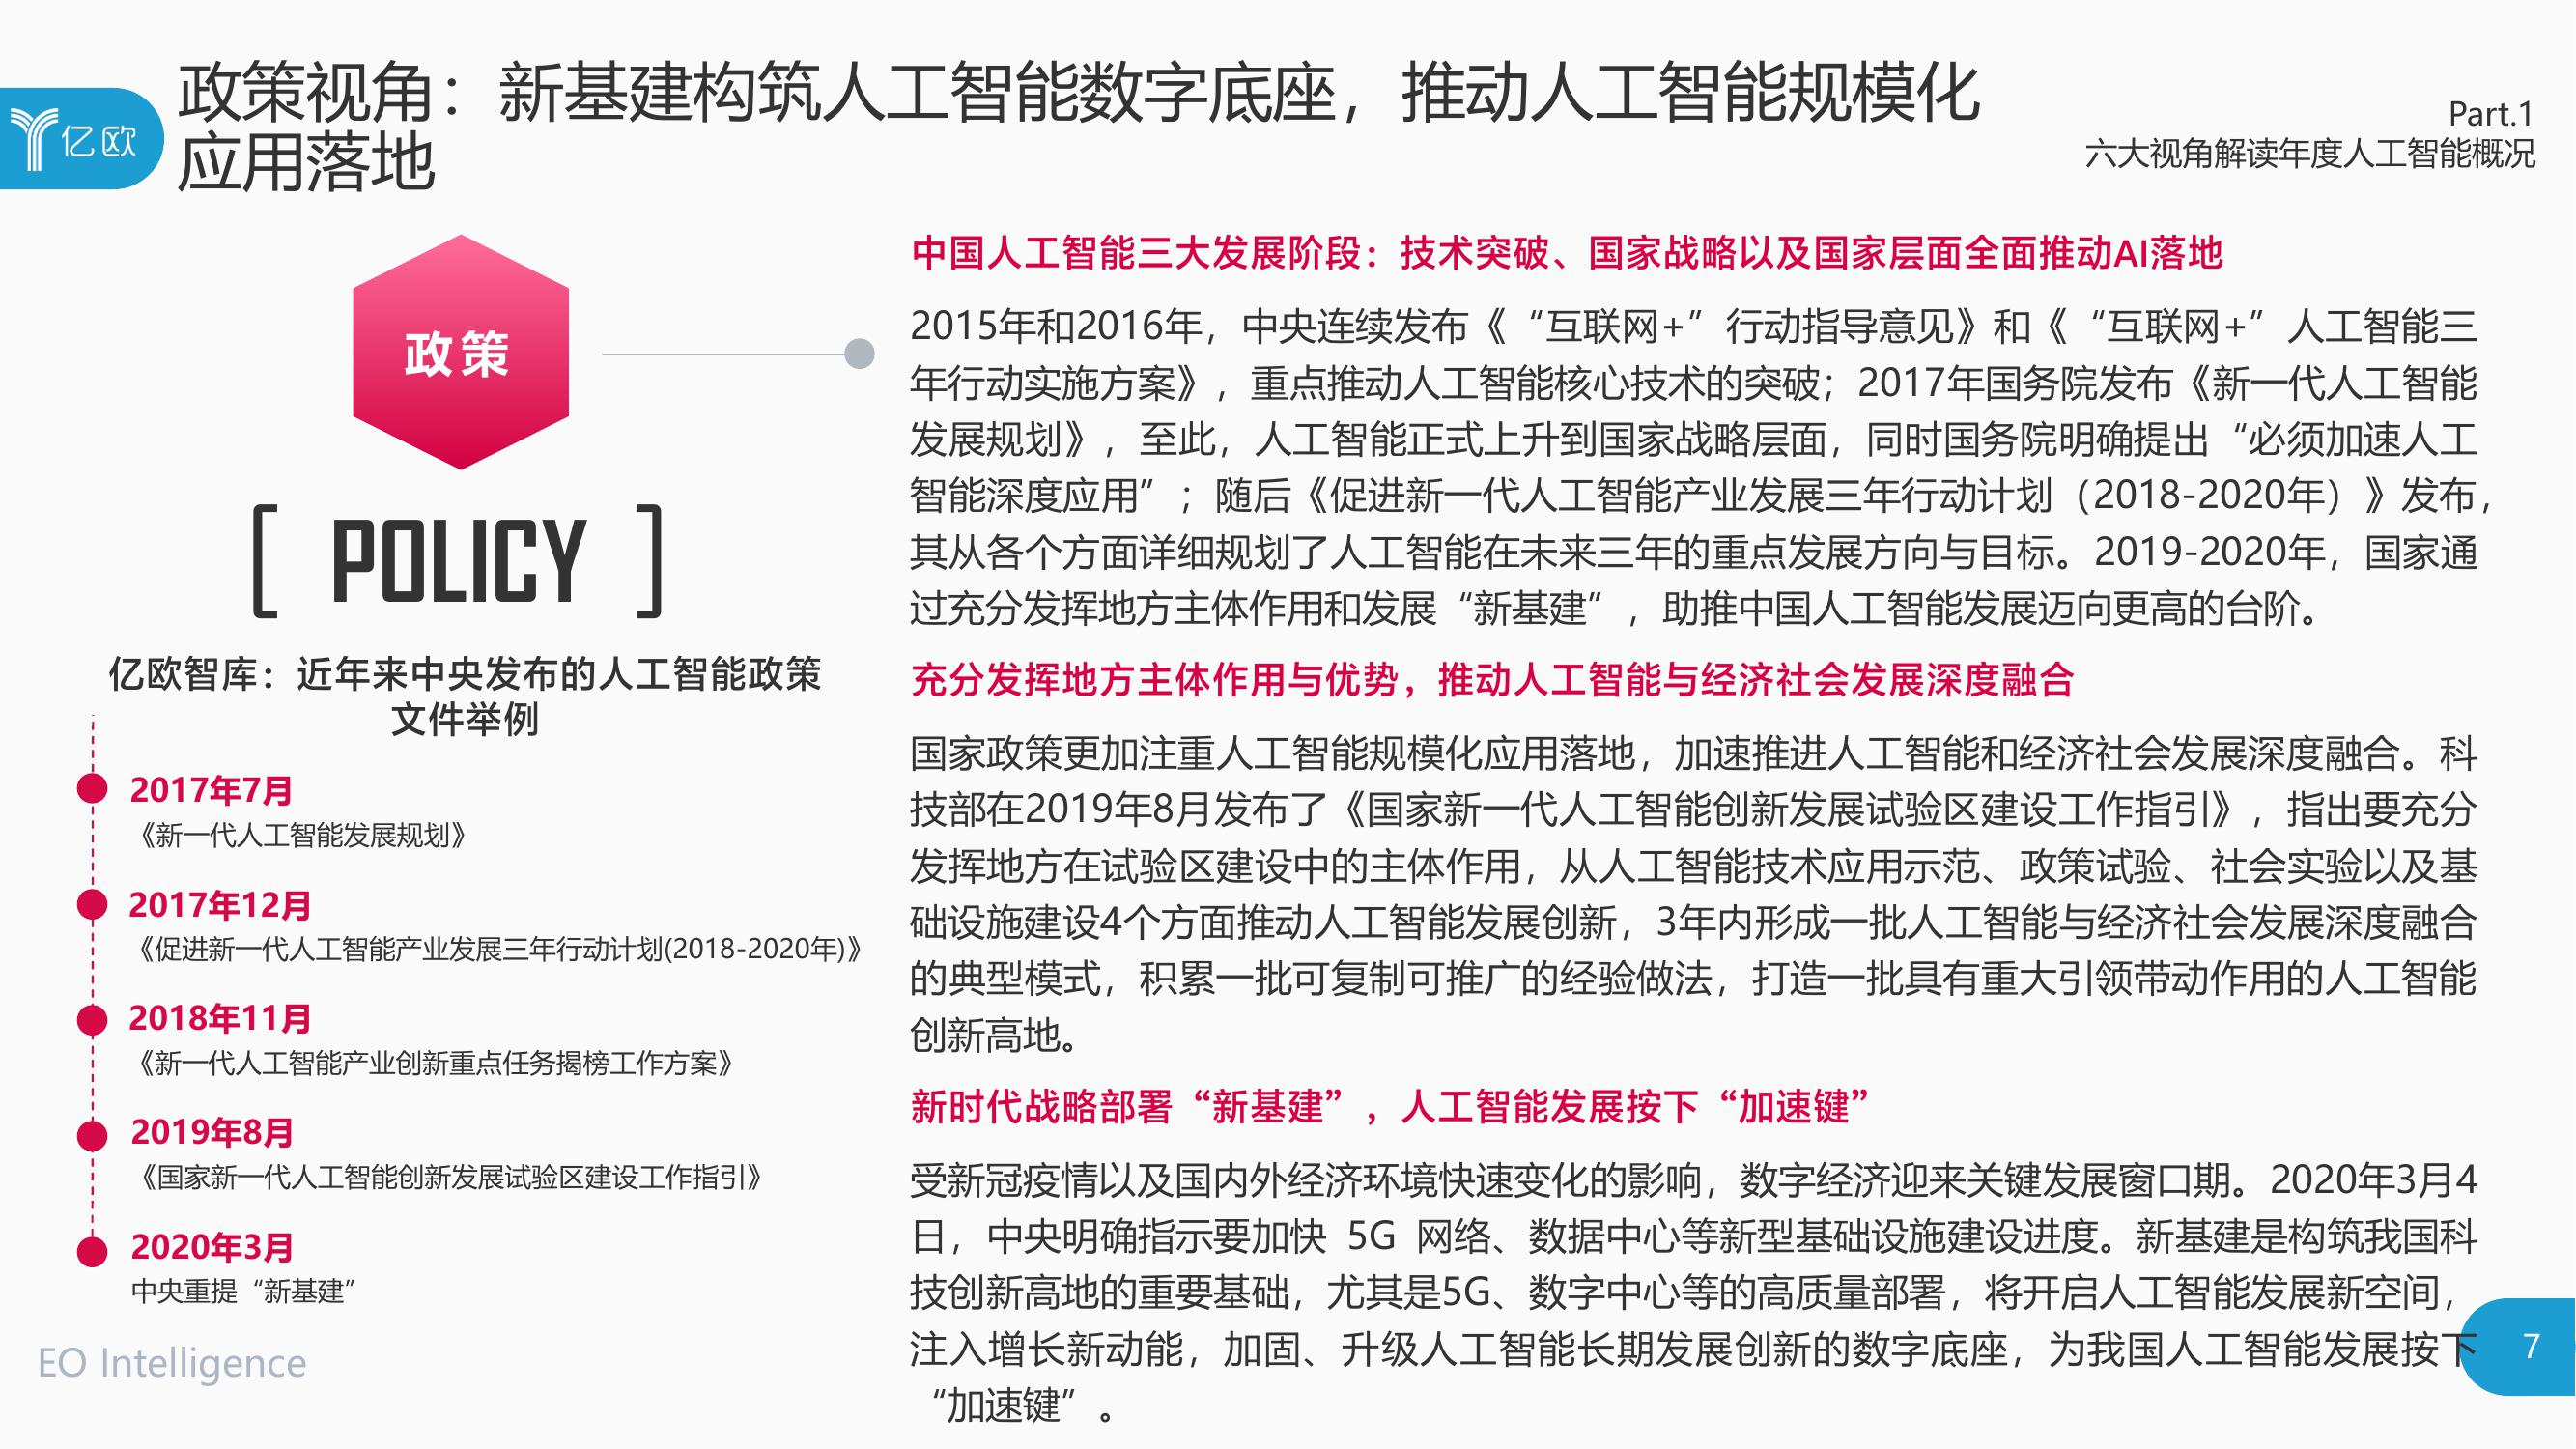 亿欧
政策视角：新基建构筑人工智能数字底座，推动人工智能规模化
应用落地
Part.1
六大视角解读年度人工智能概况
政策
[ POLICY ]
亿欧智库：近年来中央发布的人工智能政策
文件举例
2017年7月
《新一代人工智能发展规划》
2017年12月
《促进新一代人工智能产业发展三年行动计划(2018-2020年)》
2018年11月
《新一代人工智能产业创新重点任务揭榜工作方案》
2019年8月
《国家新一代人工智能创新发展试验区建设工作指引》
2020年3月
中央重提“新基建”
中国人工智能三大发展阶段：技术突破、国家战略以及国家层面全面推动AI落地
2015年和2016年，中央连续发布《“互联网+”行动指导意见》和《“互联网+”人工智能三
年行动实施方案》，重点推动人工智能核心技术的突破；2017年国务院发布《新一代人工智能
发展规划》，至此，人工智能正式上升到国家战略层面，同时国务院明确提出“必须加速人工
智能深度应用”；随后《促进新一代人工智能产业发展三年行动计划（2018-2020年）》发布，
其从各个方面详细规划了人工智能在未来三年的重点发展方向与目标。2019-2020年，国家通
过充分发挥地方主体作用和发展“新基建”，助推中国人工智能发展迈向更高的台阶。
充分发挥地方主体作用与优势，推动人工智能与经济社会发展深度融合
国家政策更加注重人工智能规模化应用落地，加速推进人工智能和经济社会发展深度融合。科
技部在2019年8月发布了《国家新一代人工智能创新发展试验区建设工作指引》，指出要充分
发挥地方在试验区建设中的主体作用，从人工智能技术应用示范、政策试验、社会实验以及基
础设施建设4个方面推动人工智能发展创新，3年内形成一批人工智能与经济社会发展深度融合
的典型模式，积累一批可复制可推广的经验做法，打造一批具有重大引领带动作用的人工智能
创新高地。
新时代战略部署“新基建”，人工智能发展按下“加速键”
受新冠疫情以及国内外经济环境快速变化的影响，数字经济迎来关键发展窗口期。2020年3月4
日，中央明确指示要加快 5G 网络、数据中心等新型基础设施建设进度。新基建是构筑我国科
技创新高地的重要基础，尤其是5G、数字中心等的高质量部署，将开启人工智能发展新空间，
注入增长新动能，加固、升级人工智能长期发展创新的数字底座，为我国人工智能发展按下
“加速键”。
EO Intelligence
7